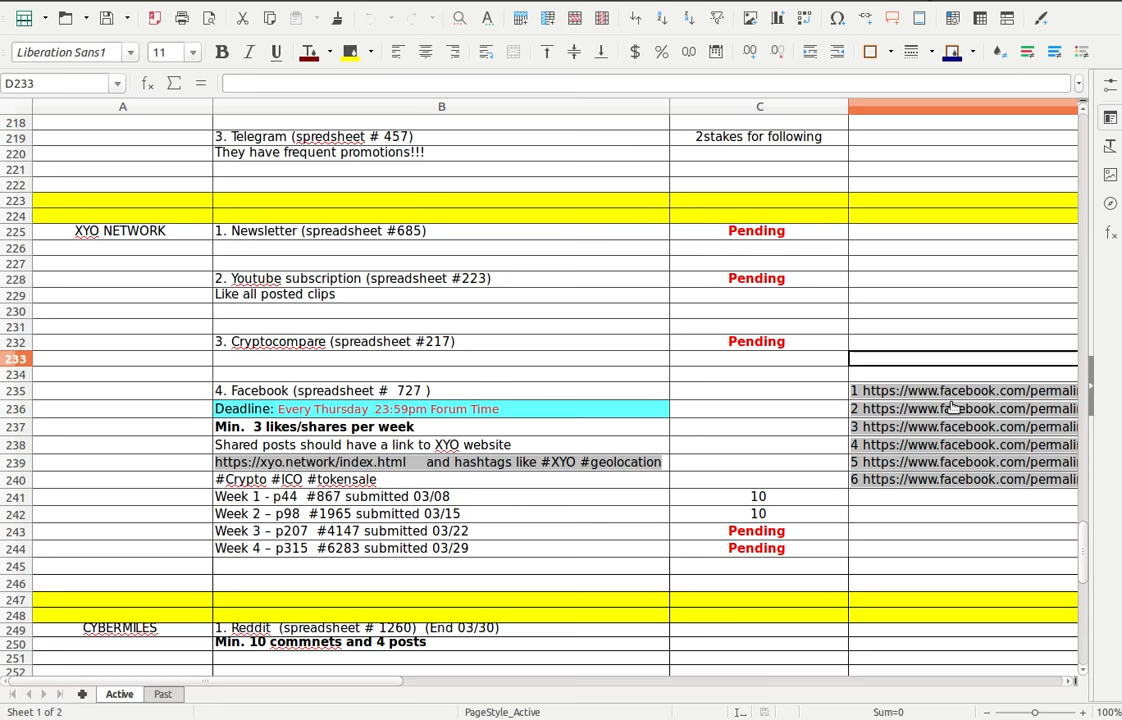 Liberation Sans1 11
D233
A B C
218
219 3. Telegram (spredsheet # 457) 2stakes for following
220 They have frequent promotions!!!
221
222
223
224
225 XYO NETWORK 1. Newsletter (spreadsheet #685) Pending
226
227
228 2. Youtube subscription (spreadsheet #223) Pending
229 Like all posted clips
230
231
232 3. Cryptocompare (spreadsheet #217) Pending
233
234
235 4. Facebook (spreadsheet # 727 ) 1 https://www.facebook.com/permali
236 Deadline: Every Thursday 23:59pm Forum Time 2 https://www.facebook.com/permali
237 Min. 3 likes/shares per week 3 https://www.facebook.com/permali
238 Shared posts should have a link to XYO website 4 https://www.facebook.com/permali
239 https://xyo.network/index.html and hashtags like #XYO #geolocation 5 https://www.facebook.com/permali
240 #Crypto #ICO #tokensale 6 https://www.facebook.com/permali
241 Week 1 - p44 #867 submitted 03/08 10
242 Week 2 – p98 #1965 submitted 03/15 10
243 Week 3 – p207 #4147 submitted 03/22 Pending
244 Week 4 – p315 #6283 submitted 03/29 Pending
245
246
247
248
249 CYBERMILES 1. Reddit (spreadsheet # 1260) (End 03/30)
250 Min. 10 commnets and 4 posts
251
252
Active Past
Sheet 1 of 2 PageStyle_Active Sum=0 100%